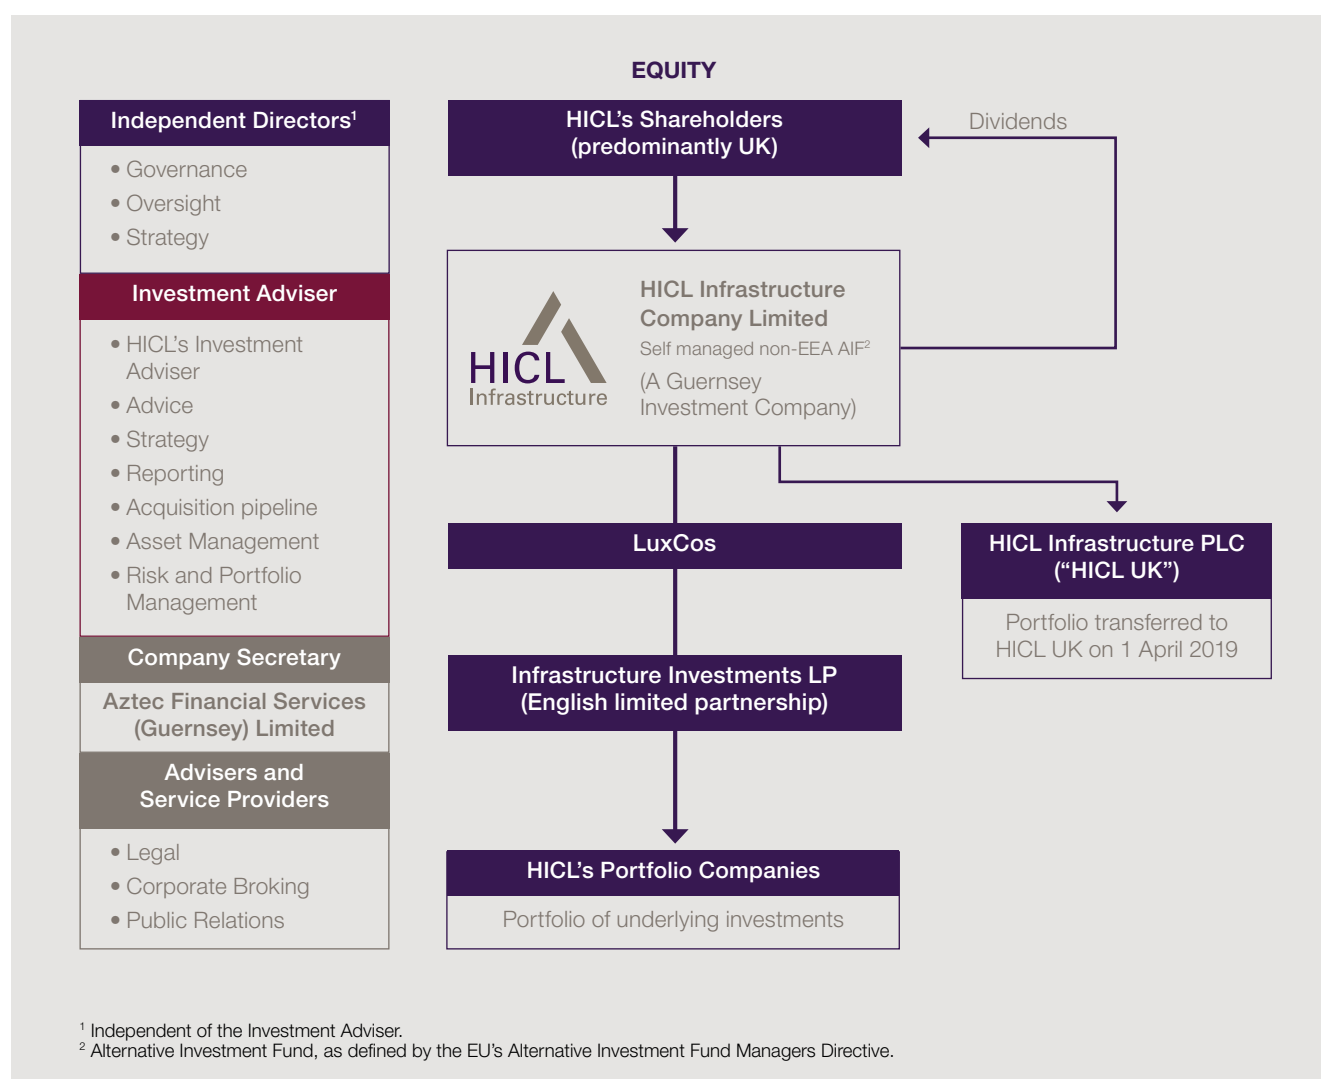 EQUITY
Independent Directors¹
• Governance
• Oversight
• Strategy
Investment Adviser
• HICL’s Investment
Adviser
• Advice
• Strategy
• Reporting
• Acquisition pipeline
• Asset Management
• Risk and Portfolio
Management
Company Secretary
Aztec Financial Services
(Guernsey) Limited
Advisers and
Service Providers
• Legal
• Corporate Broking
• Public Relations
HICL’s Shareholders
(predominantly UK)
Dividends
HICL
Infrastructure
HICL Infrastructure
Company Limited
Self managed non-EEA AIF²
(A Guernsey
Investment Company)
LuxCos
HICL Infrastructure PLC
(“HICL UK”)
Portfolio transferred to
HICL UK on 1 April 2019
Infrastructure Investments LP
(English limited partnership)
HICL’s Portfolio Companies
Portfolio of underlying investments
¹ Independent of the Investment Adviser.
² Alternative Investment Fund, as defined by the EU’s Alternative Investment Fund Managers Directive.